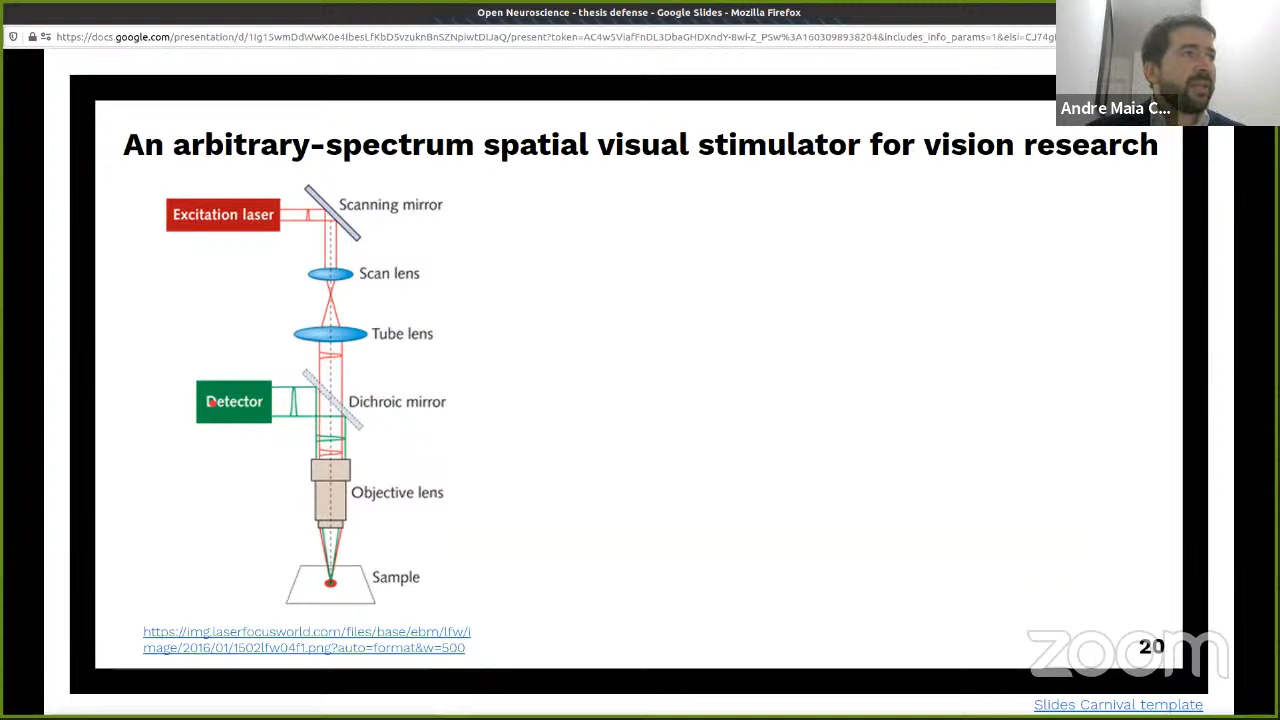 Open Neuroscience - thesis defense - Google Slides - Mozilla Firefox
Andre Maia C...
An arbitrary-spectrum spatial visual stimulator for vision research
Excitation laser
Scanning mirror
Scan lens
Tube lens
Detector
Dichroic mirror
Objective lens
Sample
https://img.laserfocusworld.com/files/base/ebm/lfw/i
mage/2016/01/1502lfw04f1.png?auto=format&w=500
zoom
20
Slides Carnival template